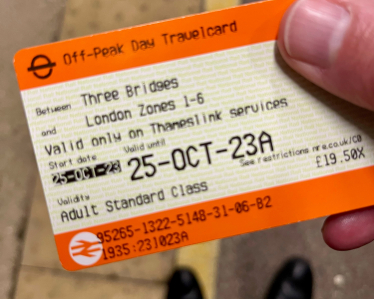 Off-Peak Day Travelcard
Between Three Bridges
and London Zones 1-6
Valid only on Thameslink services
Start date Valid until
25-OCT-23 25-OCT-23A
See restrictions nre.co.uk/CO
Validity £19.50X
Adult Standard Class
95265-1322-5148-31-06-82
1935:231023A